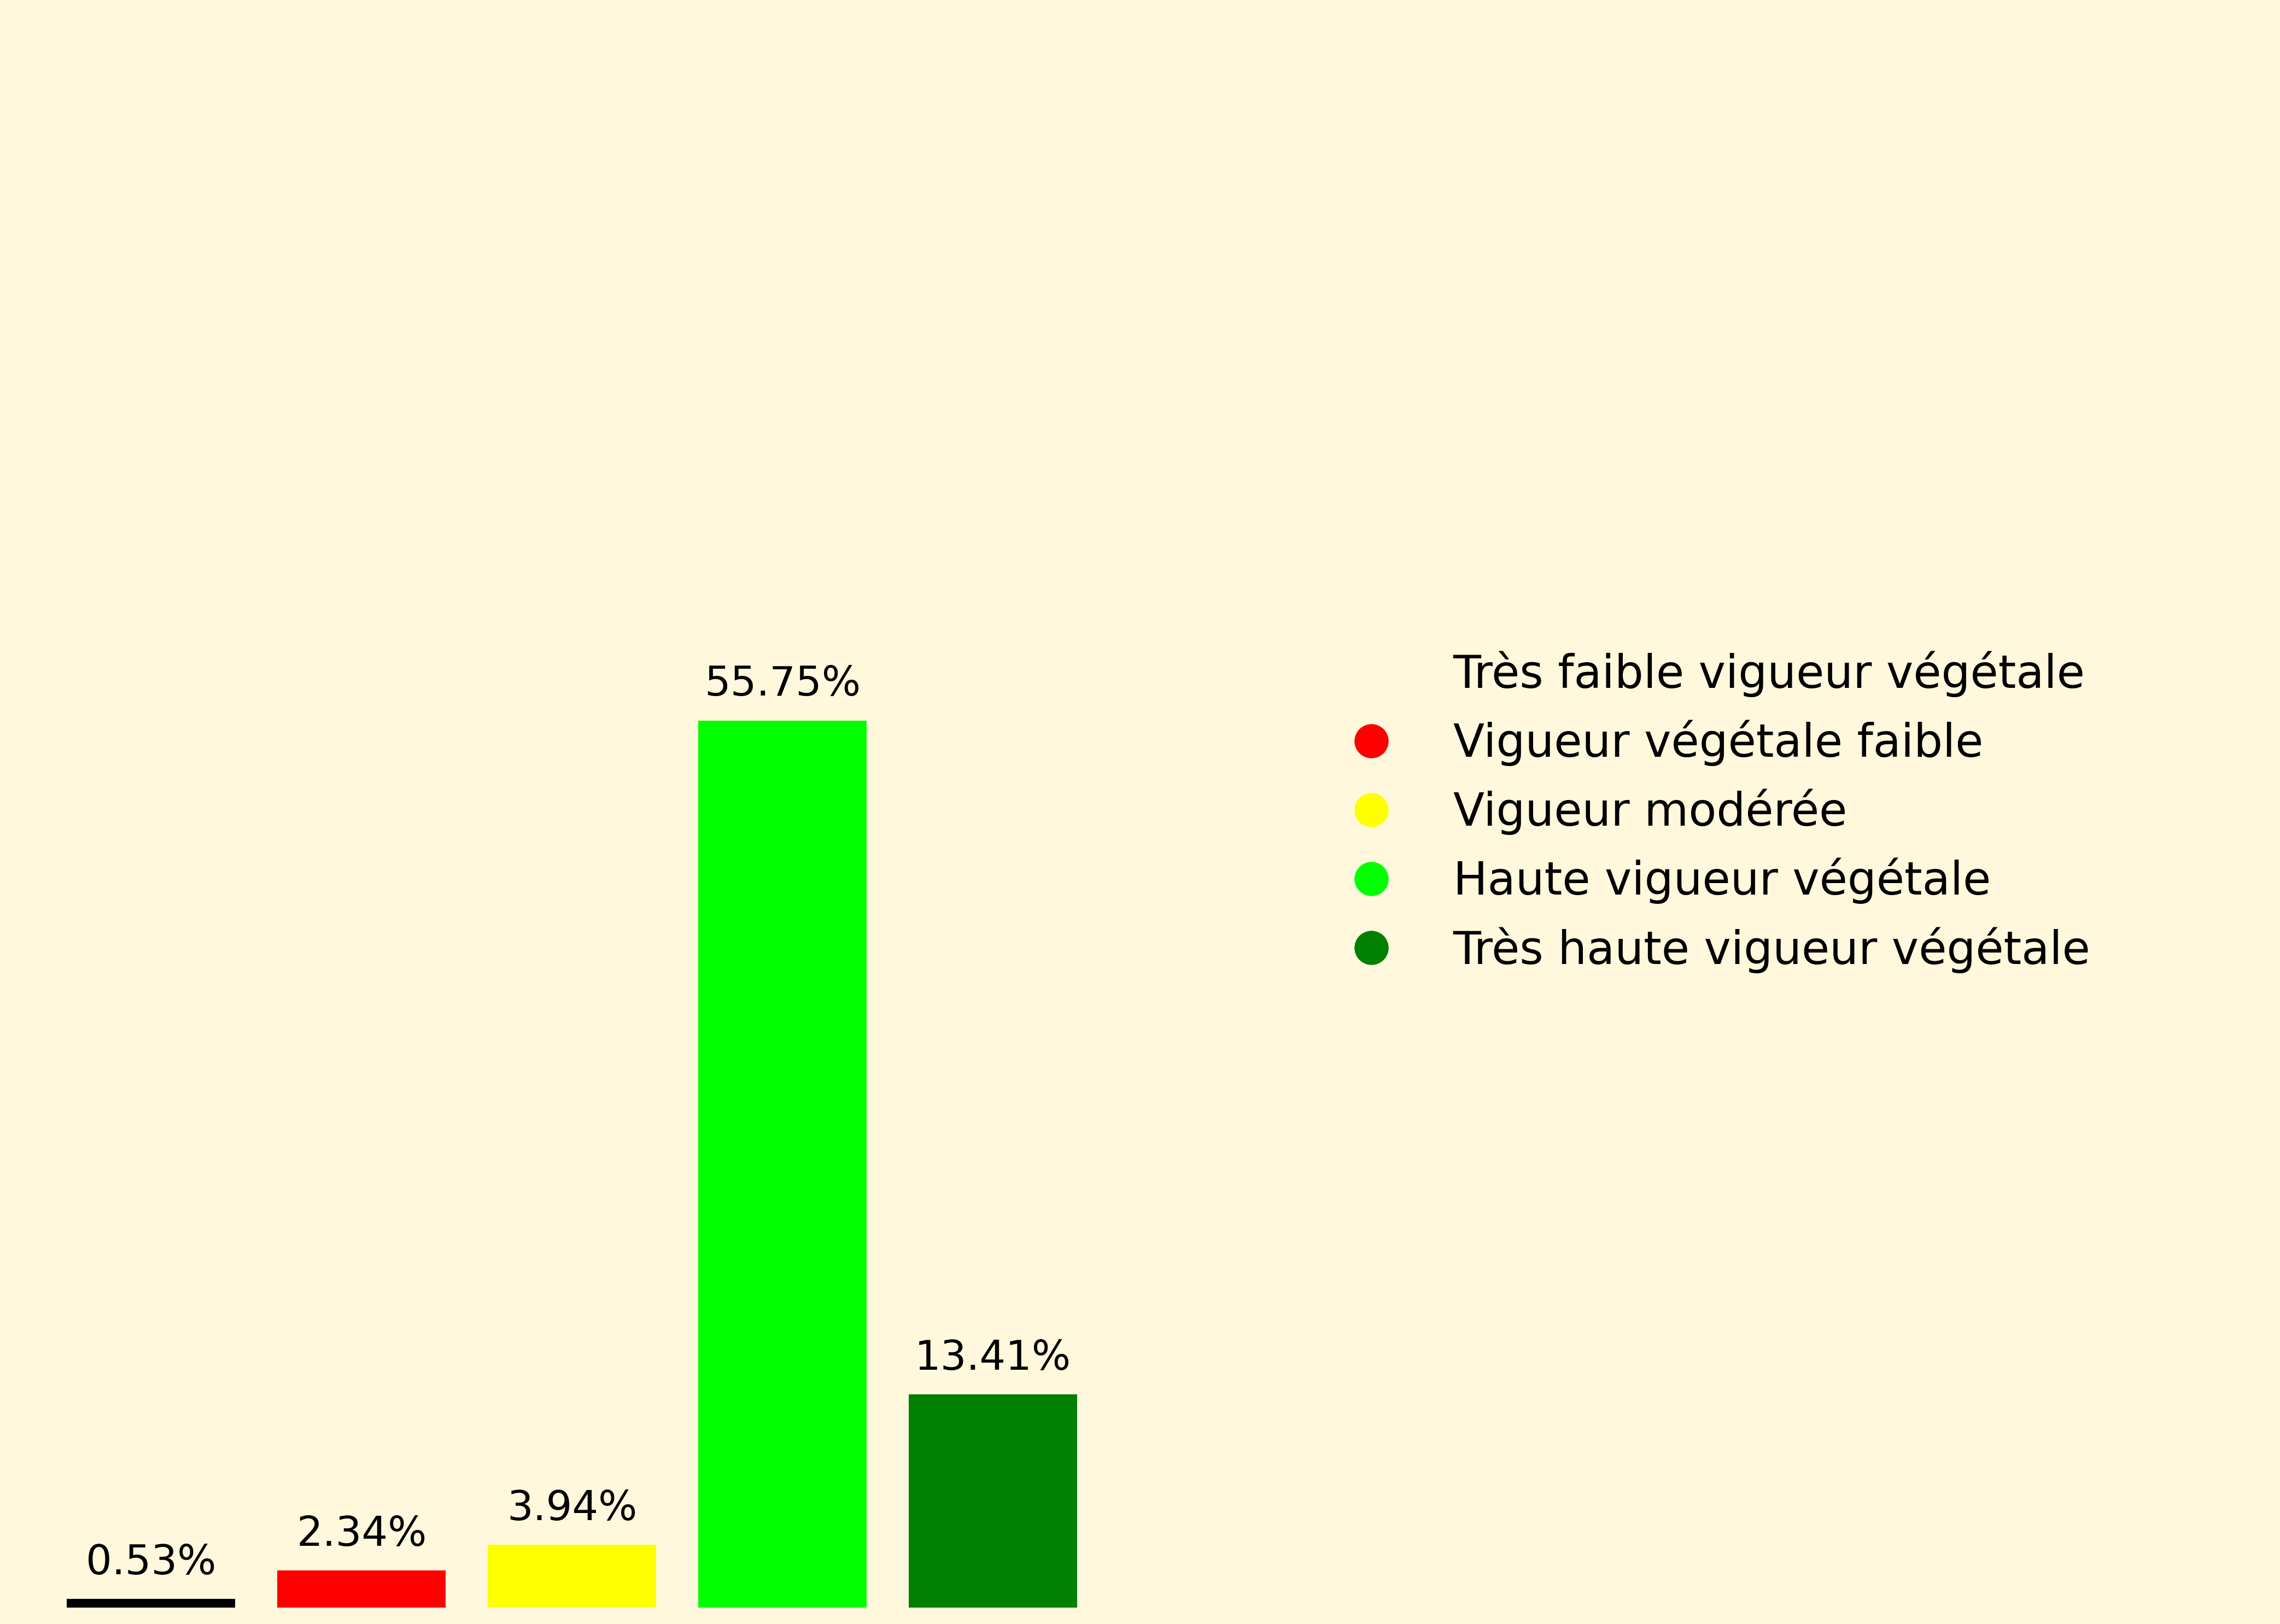 55.75%
13.41%
3.94%
2.34%
0.53%
Très faible vigueur végétale
Vigueur végétale faible
Vigueur modérée
Haute vigueur végétale
Très haute vigueur végétale